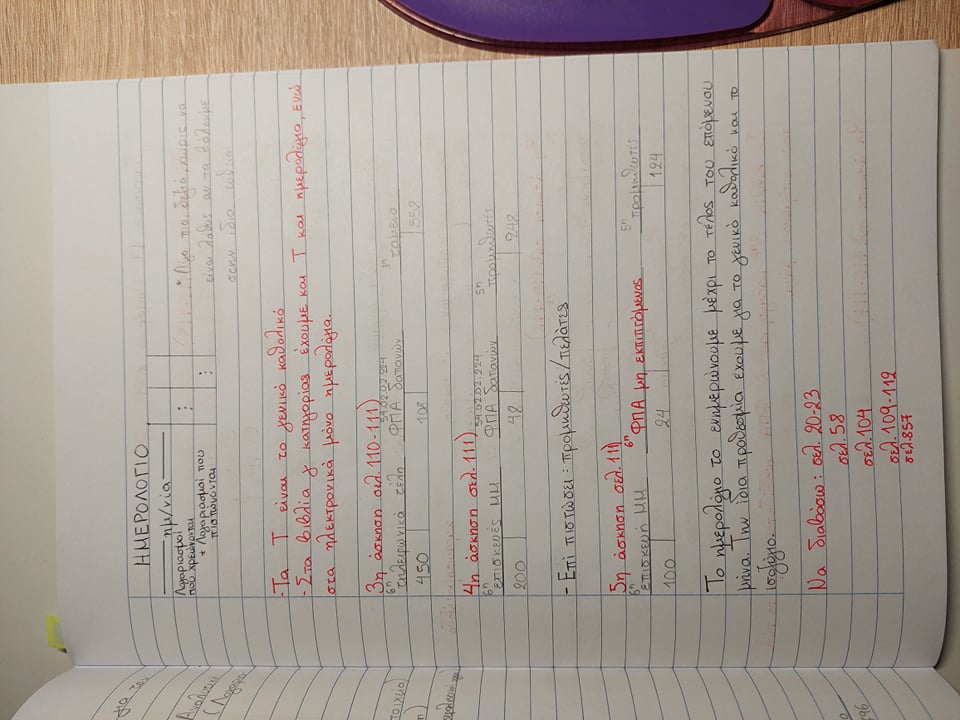 ΗΜΕΡΟΛΟΓΙΟ
ημ/νία
Λογαριασμοί
που χρεώνονται
* Λογαριασμοί που
πιστώνονται
* Λίγο πιο δεξιά, χωρίς να
είναι λάθος αν τα βάλουμε
στην ίδια ευθεία
- Τα Τ είναι το γενικό καθολικό
- Στα βιβλία γ κατηγορίας έχουμε και Τ και ημερολόγια, ενώ
στα ηλεκτρονικά μόνο ημερολόγια.
3η άσκηση σελ. 110-111)
6η τηλεφωνικά τέλη 54.02.02.224 ΦΠΑ δαπανών 3η ταμείο
450 108 558
4η άσκηση σελ. 111)
6η επισκευές ΜΜ 54.02.02.224 ΦΠΑ δαπανών 5η προμηθευτές
200 48 248
- Επί πιστώσει: προμηθευτές/πελάτες
5η άσκηση σελ. 111)
6η επισκευή ΜΜ 6η ΦΠΑ μη εκπιπτόμενος 5η προμηθευτές
100 24 124
Το ημερολόγιο το ενημερώνουμε μέχρι το τέλος του επόμενου
μήνα. Την ίδια προθεσμία έχουμε για το γενικό καθολικό και το
ισοζύγιο.
Να διαβάσω: σελ. 20-23
σελ. 58
σελ. 104
σελ. 109-112
σελ. 857